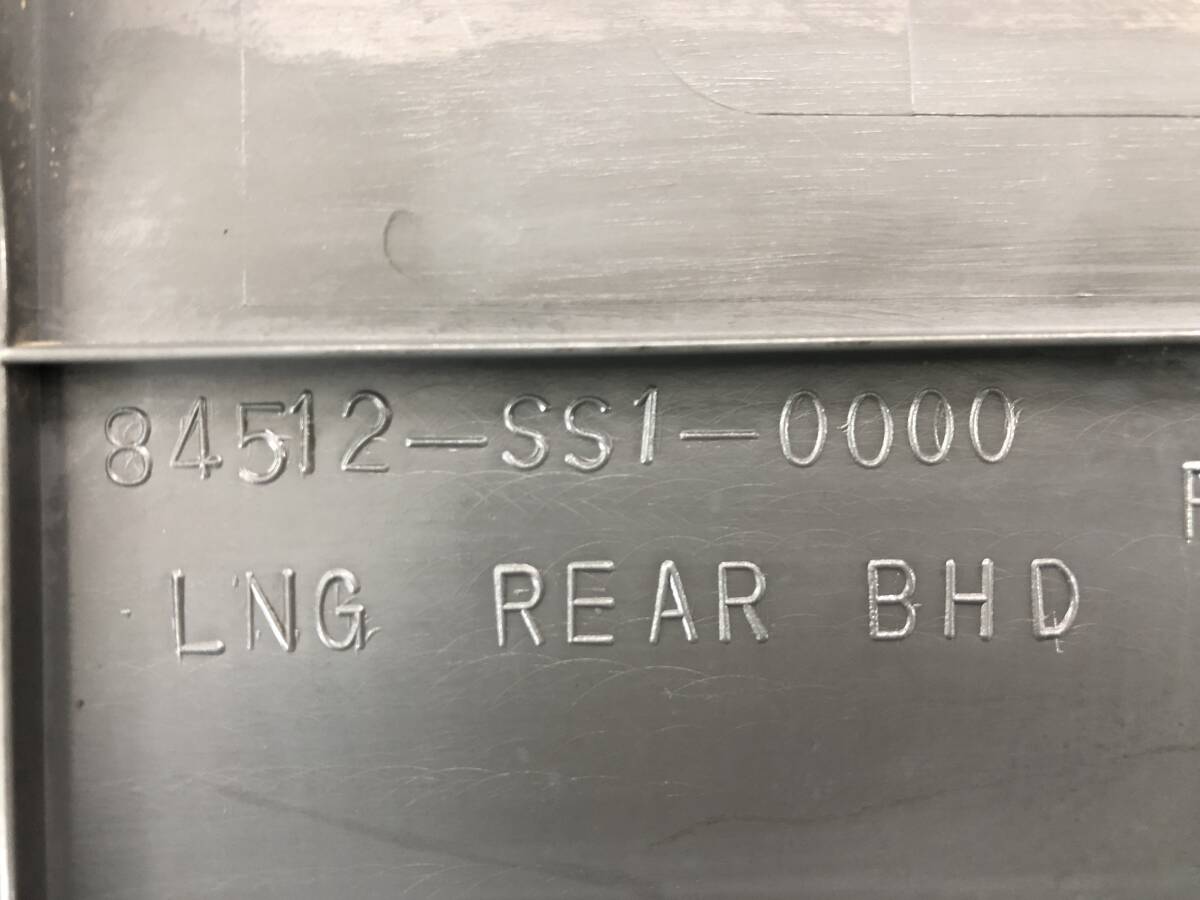 84512-SS1-0000
LNG REAR BHD